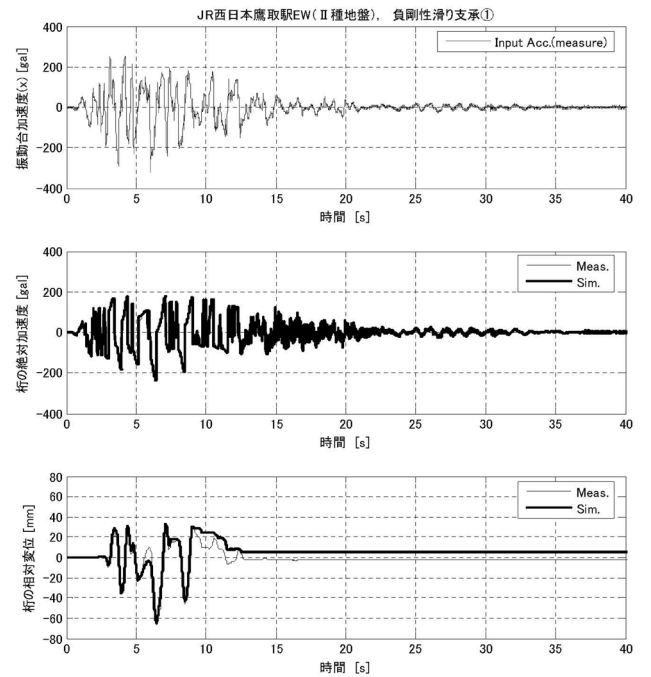 JR西日本鷹取駅EW(Ⅱ種地盤), 負剛性滑り支承①
振動台加速度(x) [gal]
400
200
0
-200
-400
Input Acc.(measure)
0 5 10 15 20 25 30 35 40
時間 [s]
桁の絶対加速度 [gal]
400
200
0
-200
-400
Meas.
Sim.
0 5 10 15 20 25 30 35 40
時間 [s]
桁の相対変位 [mm]
80
60
40
20
0
-20
-40
-60
-80
Meas.
Sim.
0 5 10 15 20 25 30 35 40
時間 [s]